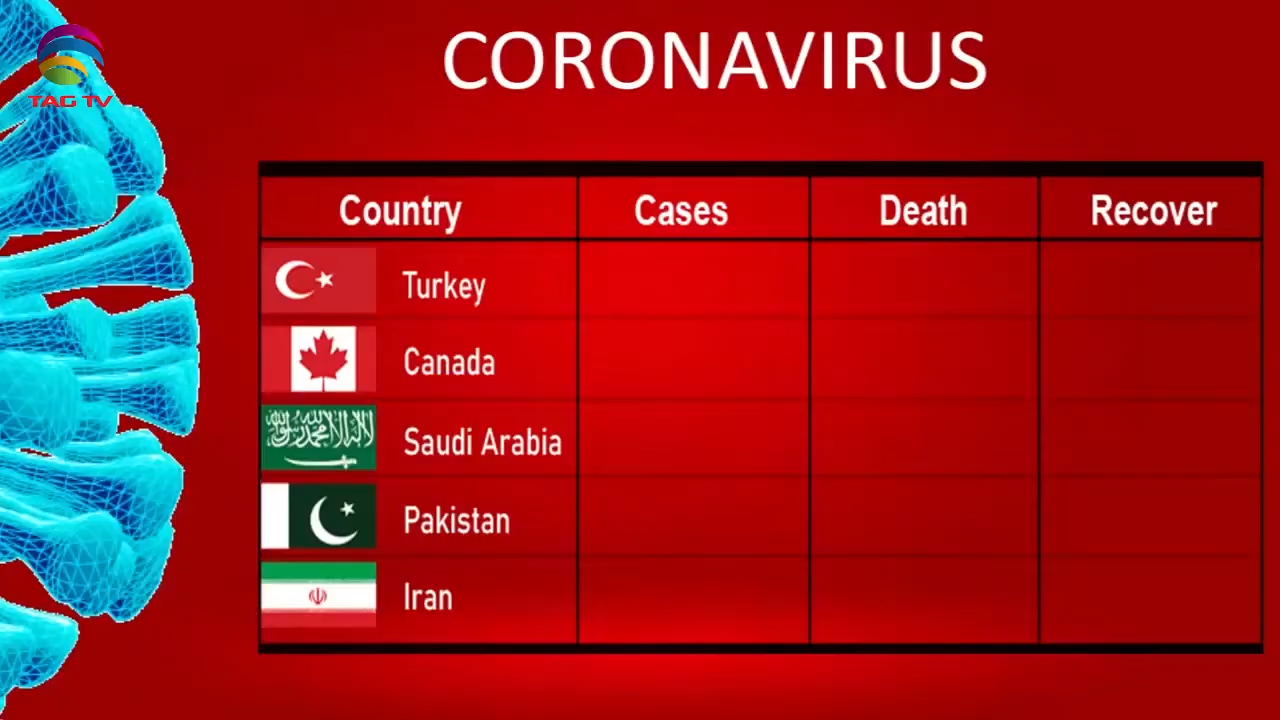 TAG TV
CORONAVIRUS
Country Cases Death Recover
Turkey
Canada
Saudi Arabia
Pakistan
Iran